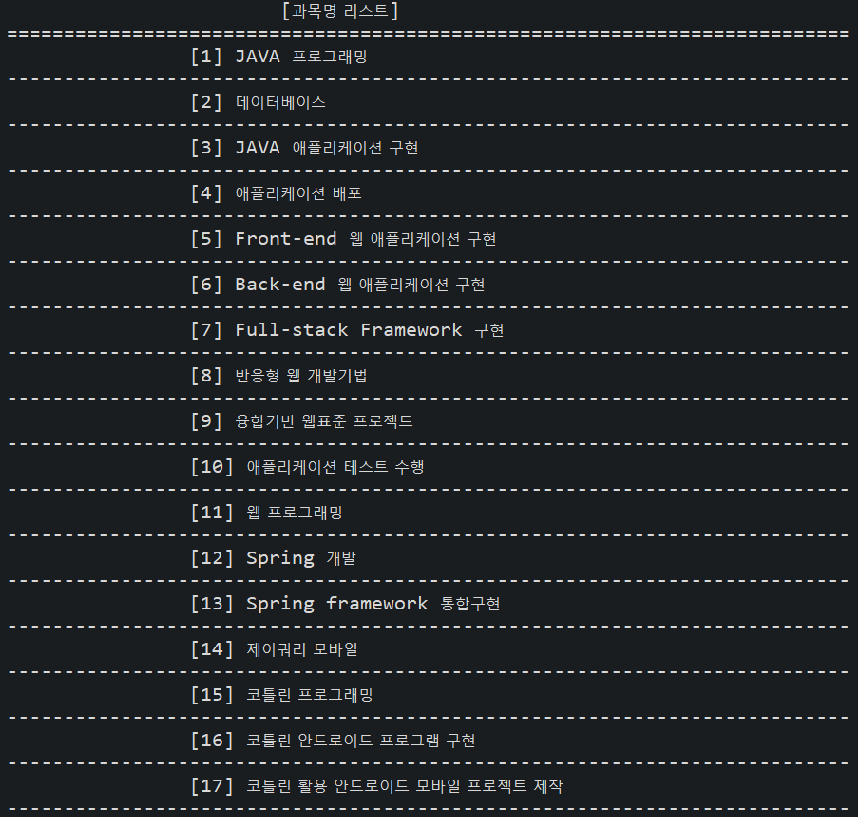 [과목명 리스트]
======================================================================
[1] JAVA 프로그래밍
[2] 데이터베이스
[3] JAVA 애플리케이션 구현
[4] 애플리케이션 배포
[5] Front-end 웹 애플리케이션 구현
[6] Back-end 웹 애플리케이션 구현
[7] Full-stack Framework 구현
[8] 반응형 웹 개발기법
[9] 융합기반 웹표준 프로젝트
[10] 애플리케이션 테스트 수행
[11] 웹 프로그래밍
[12] Spring 개발
[13] Spring framework 통합구현
[14] 제이쿼리 모바일
[15] 코틀린 프로그래밍
[16] 코틀린 안드로이드 프로그램 구현
[17] 코틀린 활용 안드로이드 모바일 프로젝트 제작